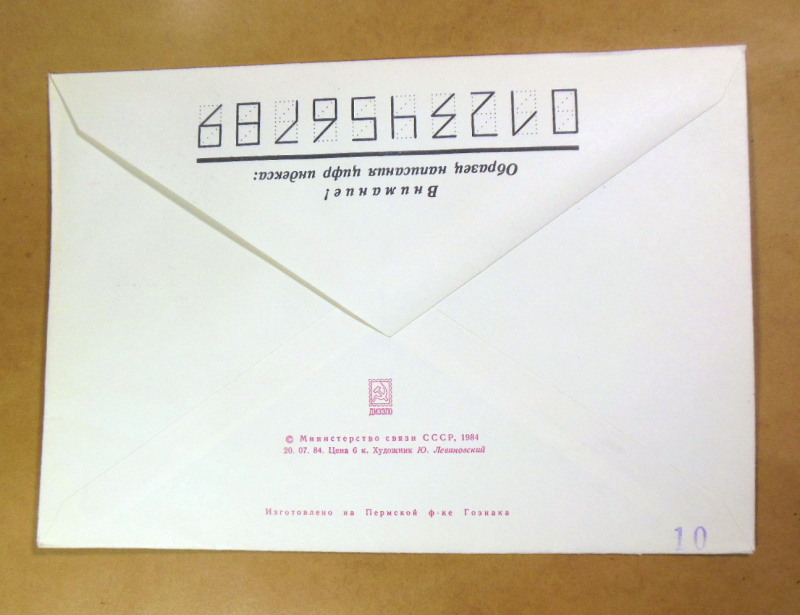 Внимание!
Образец написания цифр индекса:
0123456789
ДИЭЗПО
© Министерство связи СССР, 1984
20. 07. 84. Цена 6 к. Художник Ю. Левиновский
Изготовлено на Пермской ф-ке Гознака
10